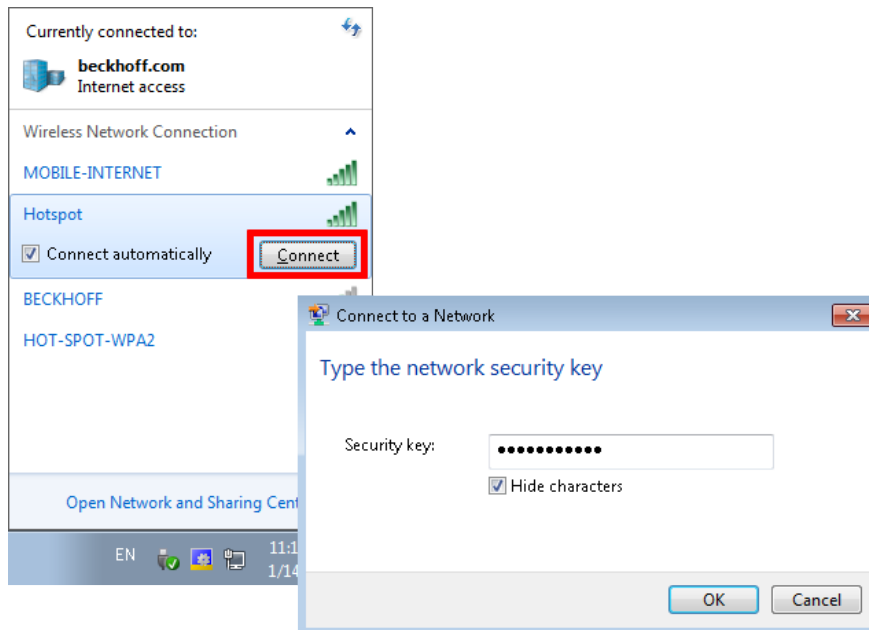 Currently connected to:
beckhoff.com
Internet access
Wireless Network Connection
MOBILE-INTERNET
Hotspot
Connect automatically
Connect
BECKHOFF
HOT-SPOT-WPA2
Open Network and Sharing
EN
Connect to a Network
Type the network security key
Security key:
•••••••••••
Hide characters
OK
Cancel